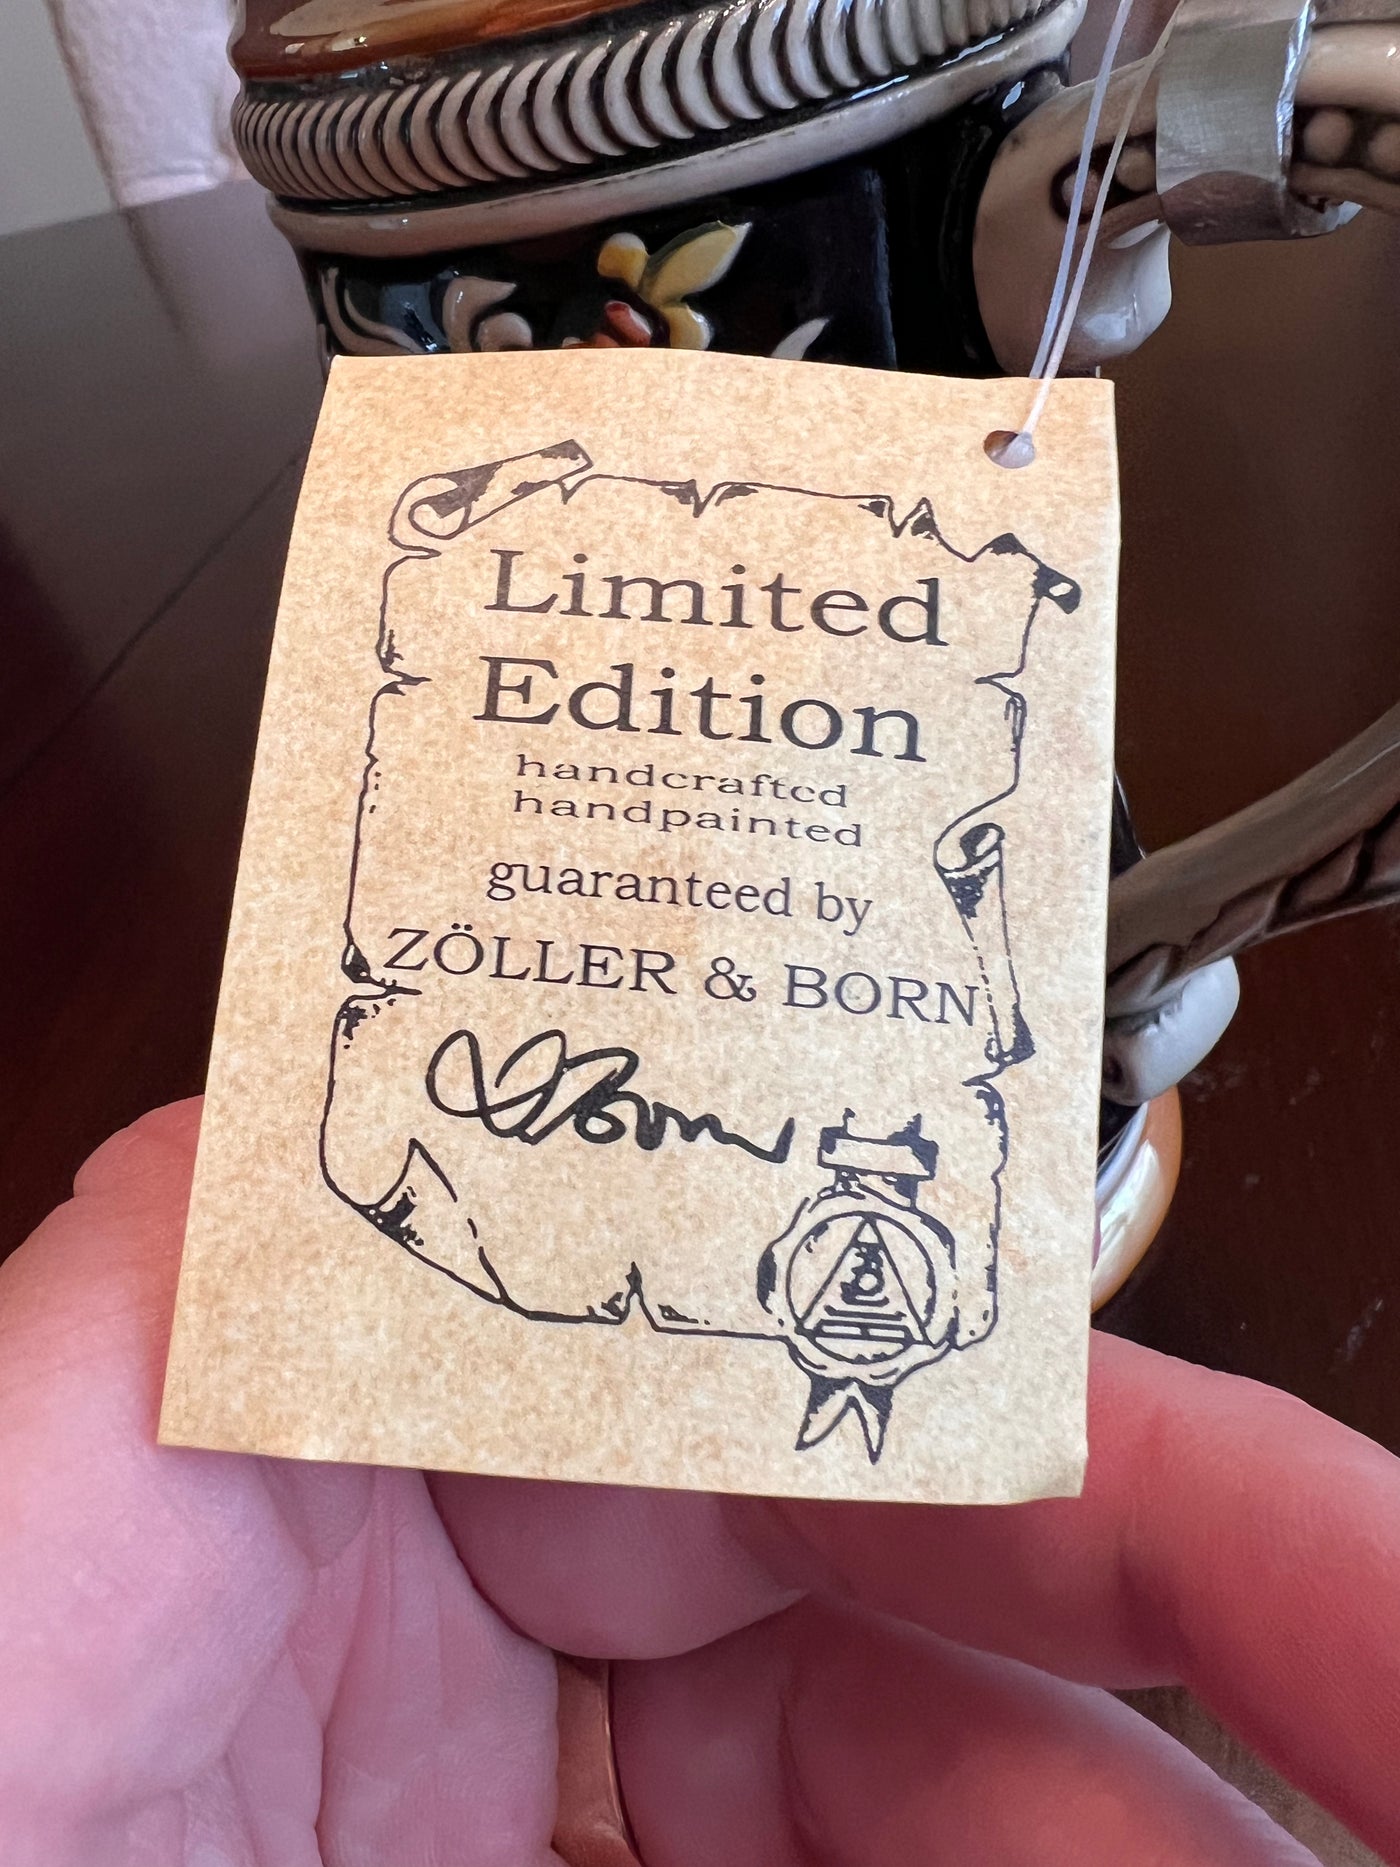 Limited
Edition
handcrafted
handpainted
guaranteed by
ZÖLLER & BORN